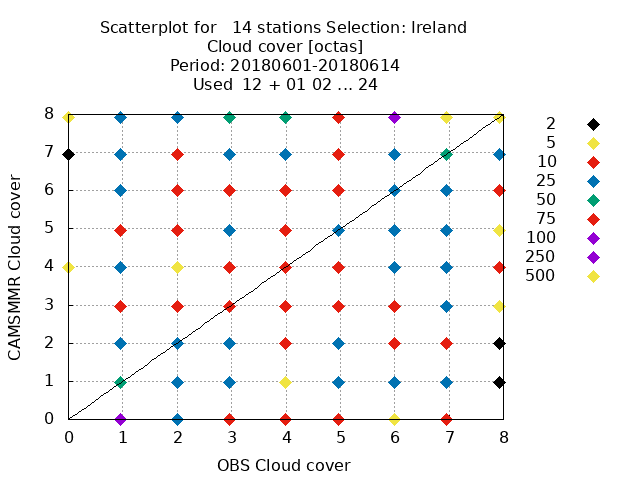 Scatterplot for 14 stations Selection: Ireland
Cloud cover [octas]
Period: 20180601-20180614
Used 12 + 01 02 ... 24
8
7
6
5
4
3
2
1
0
CAMSMMR Cloud cover
0 1 2 3 4 5 6 7 8
OBS Cloud cover
2
5
10
25
50
75
100
250
500